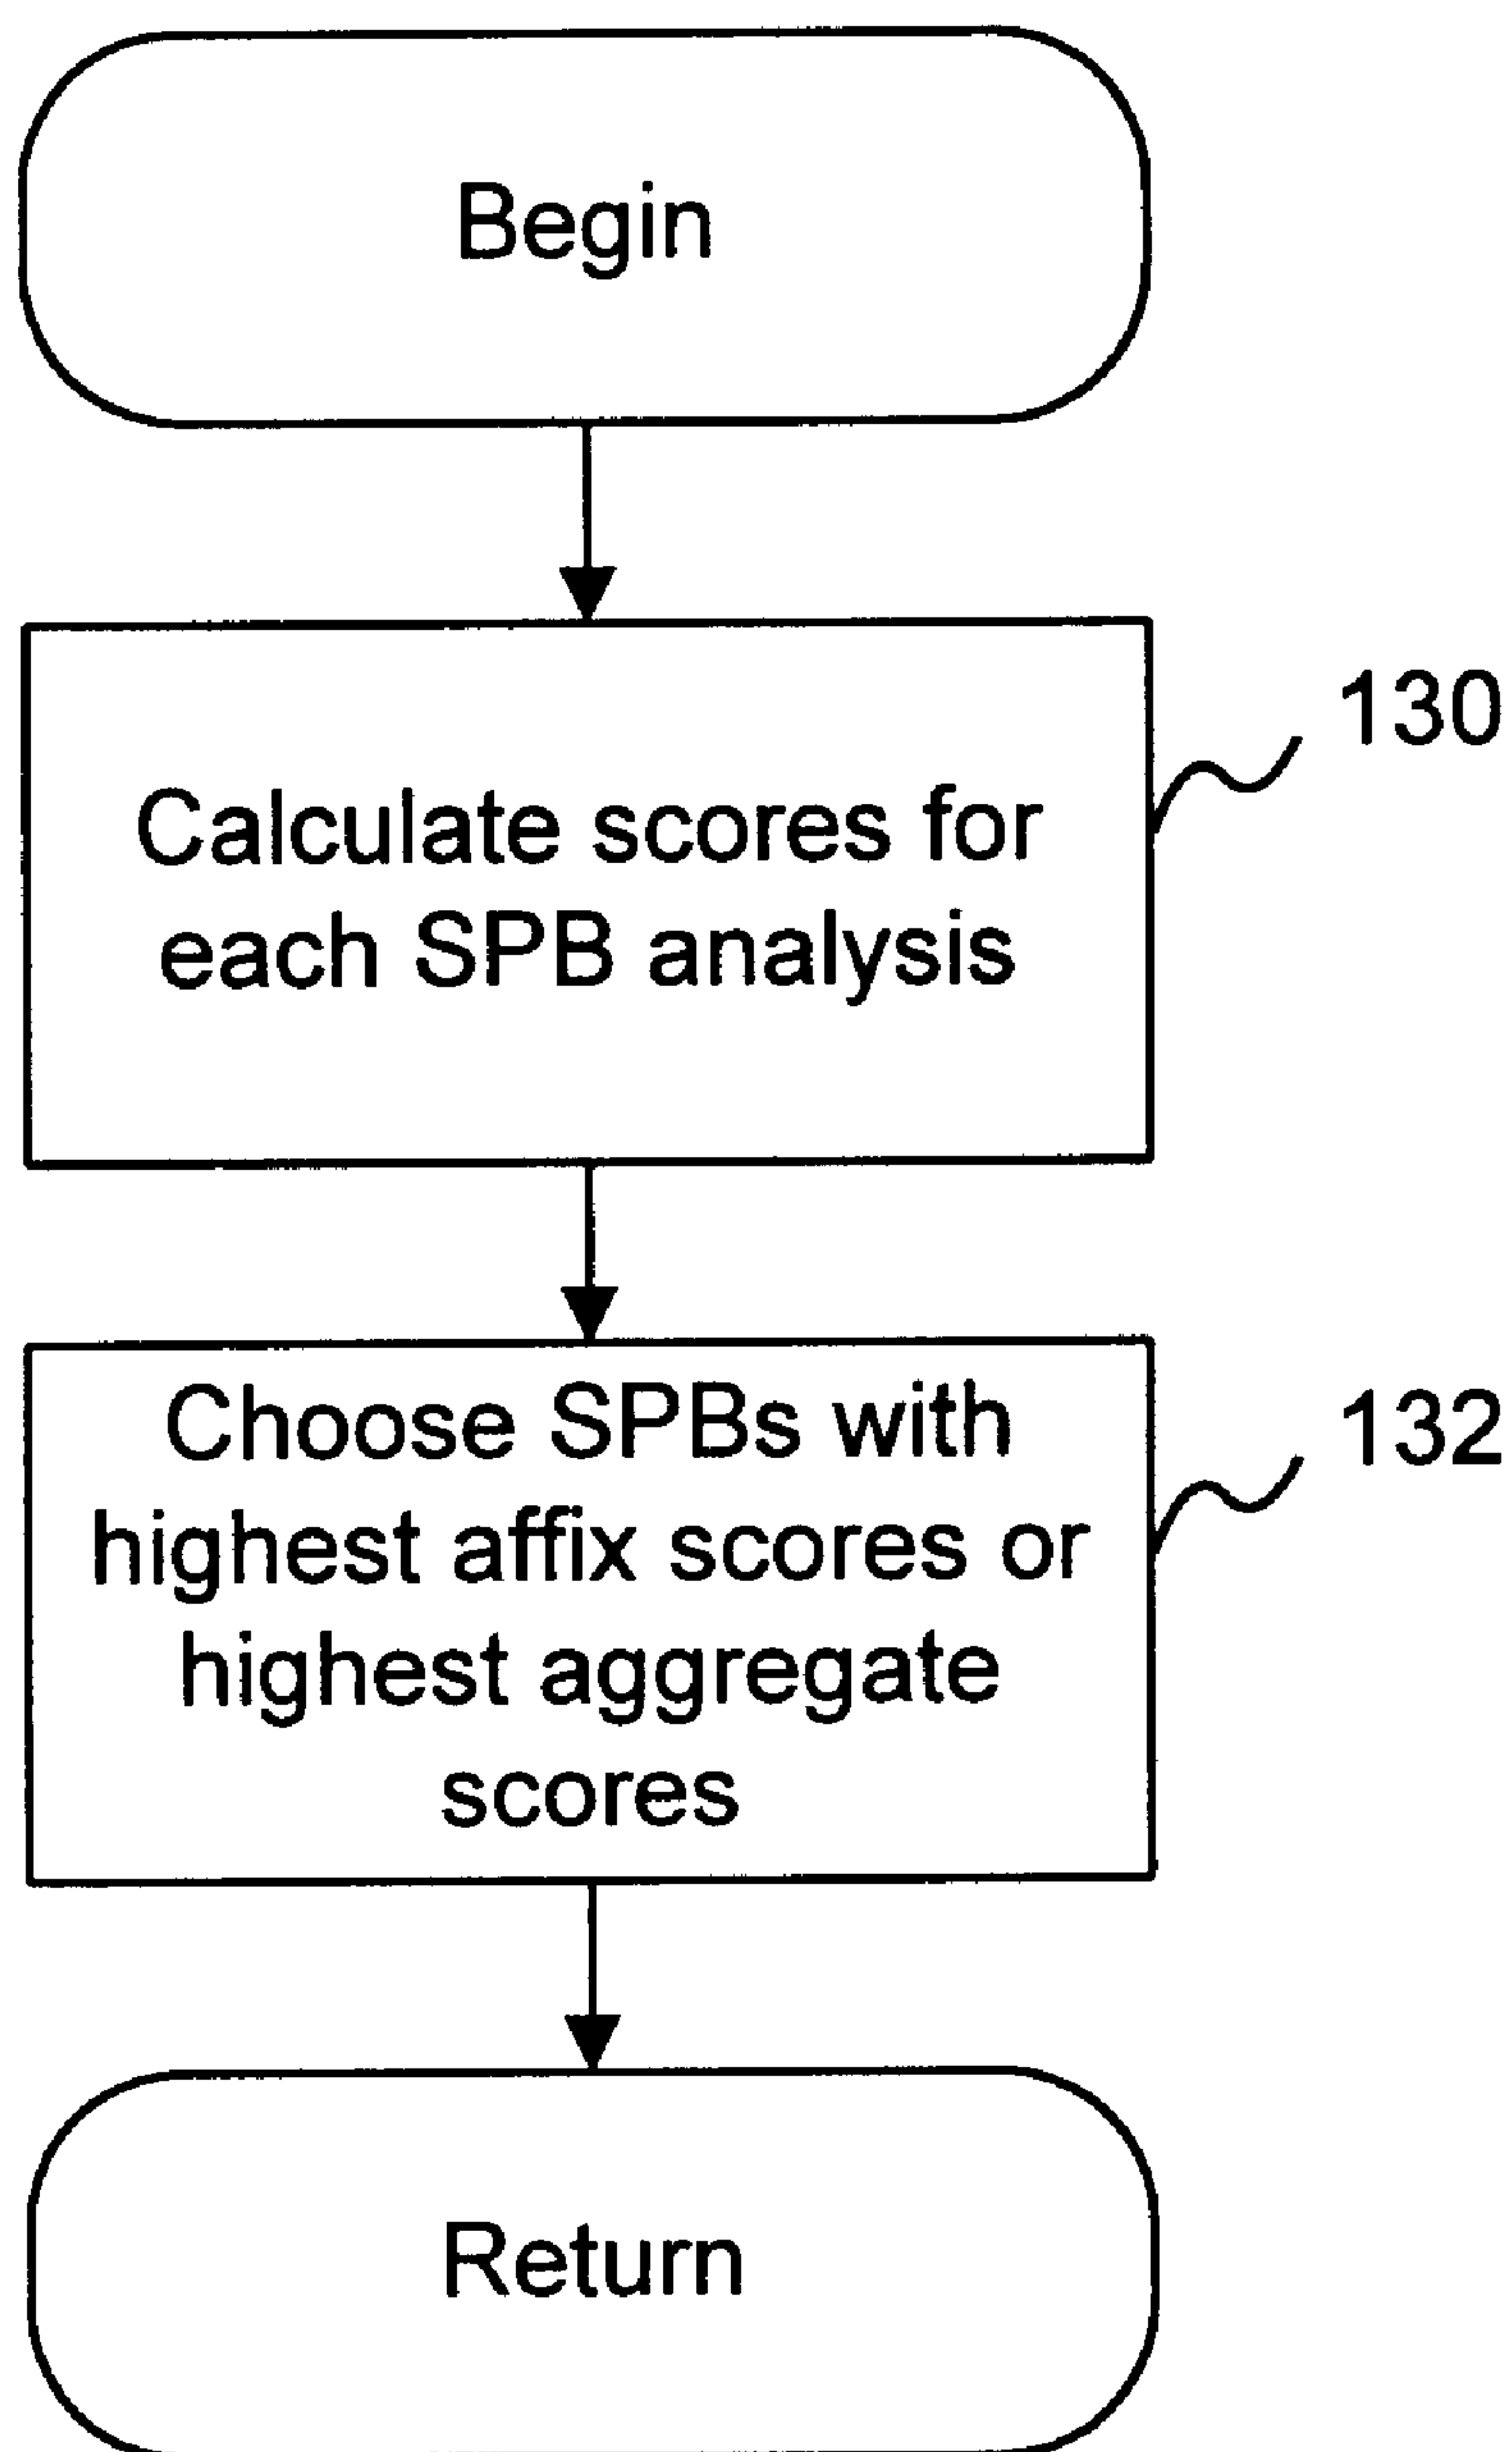 Begin
130
Calculate scores for
each SPB analysis
132
Choose SPBs with
highest affix scores or
highest aggregate
scores
Return